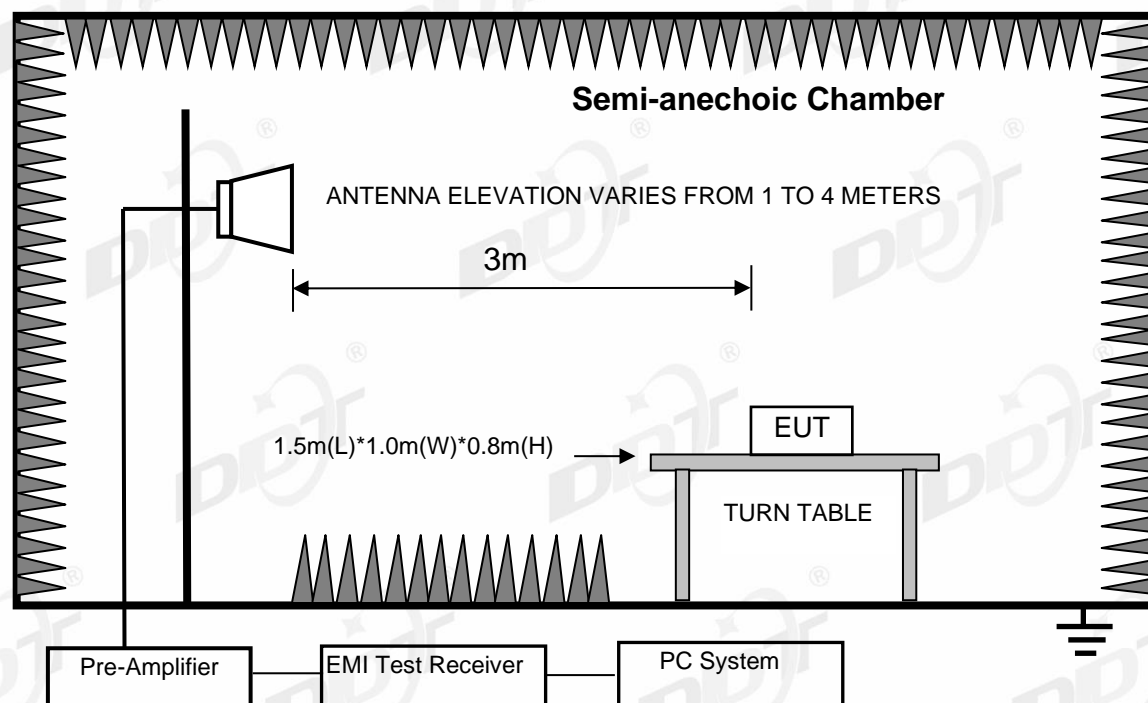 Semi-anechoic Chamber
ANTENNA ELEVATION VARIES FROM 1 TO 4 METERS
3m
1.5m(L)*1.0m(W)*0.8m(H)
EUT
TURN TABLE
Pre-Amplifier
EMI Test Receiver
PC System
DDT®